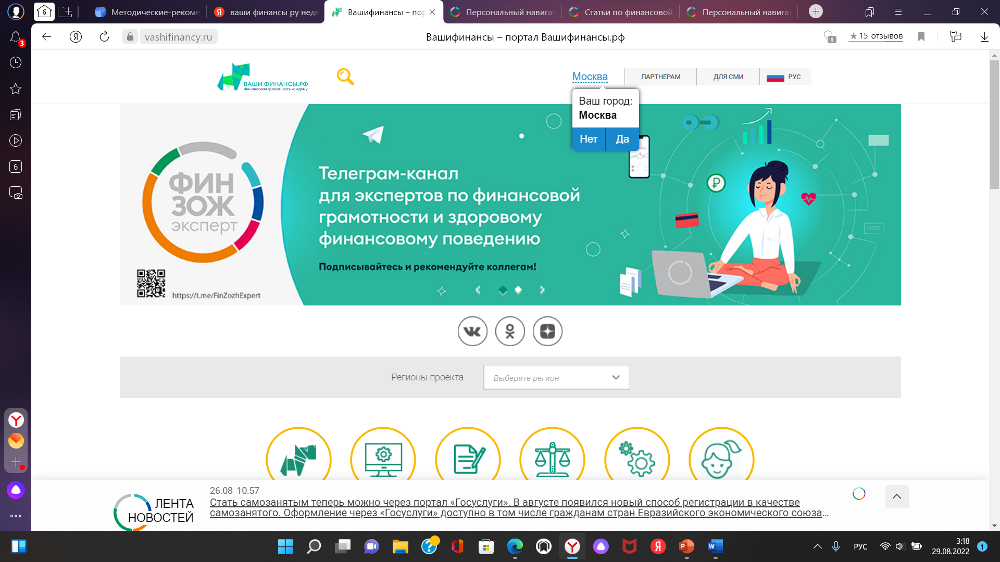 6
Методические-рекоме
ваши финансы ру неде
Вашифинансы – пор
Персональный навигат
Статьи по финансовой
Персональный навигат
3
vashifinancy.ru
Вашифинансы – портал Вашифинансы.рф
1
15 отзывов
6
ВАШИ ФИНАНСЫ.РФ
Финансовая грамотность каждому
Москва
ПАРТНЕРАМ
ДЛЯ СМИ
РУС
Ваш город:
Москва
Нет
Да
ФИН
ЗОЖ
эксперт
https://t.me/FinZozhExpert
Телеграм-канал
для экспертов по финансовой
грамотности и здоровому
финансовому поведению
Подписывайтесь и рекомендуйте коллегам!
Регионы проекта
Выберите регион
ЛЕНТА
НОВОСТЕЙ
26.08 10:57
Стать самозанятым теперь можно через портал «Госуслуги». В августе появился новый способ регистрации в качестве
самозанятого. Оформление через «Госуслуги» доступно в том числе гражданам стран Евразийского экономического союза...
РУС
3:18
29.08.2022
1